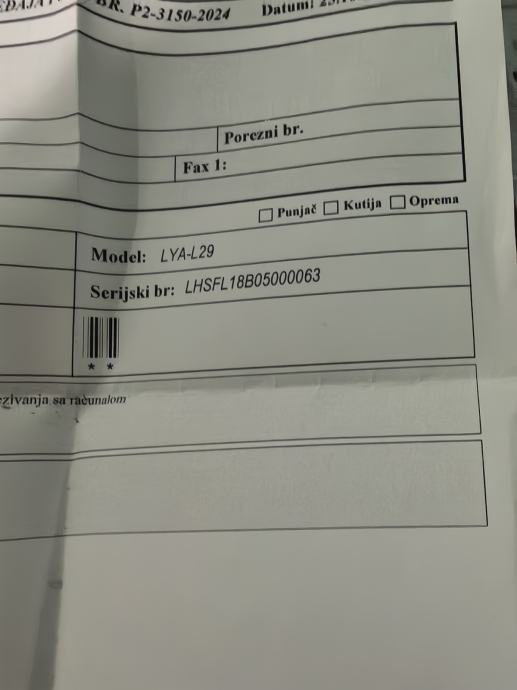 BR. P2-3150-2024 Datum:
Porezni br.
Fax 1:
Punjač Kutija Oprema
Model: LYA-L29
Serijski br: LHSFL18B05000063
* *
sa računalom